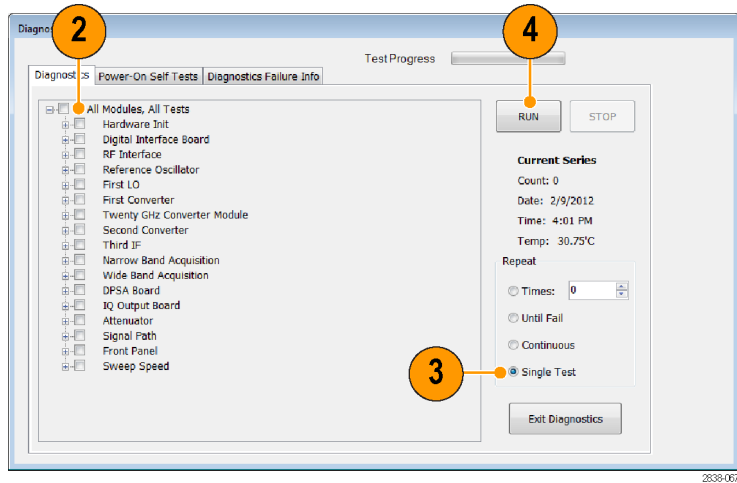 Diagnos
2
4
Test Progress
Diagnostics Power-On Self Tests Diagnostics Failure Info
All Modules, All Tests
Hardware Init
Digital Interface Board
RF Interface
Reference Oscillator
First LO
First Converter
Twenty GHz Converter Module
Second Converter
Third IF
Narrow Band Acquisition
Wide Band Acquisition
DPSA Board
IQ Output Board
Attenuator
Signal Path
Front Panel
Sweep Speed
RUN STOP
Current Series
Count: 0
Date: 2/9/2012
Time: 4:01 PM
Temp: 30.75'C
Repeat
Times: 0
Until Fail
Continuous
3
Single Test
Exit Diagnostics
2838-067